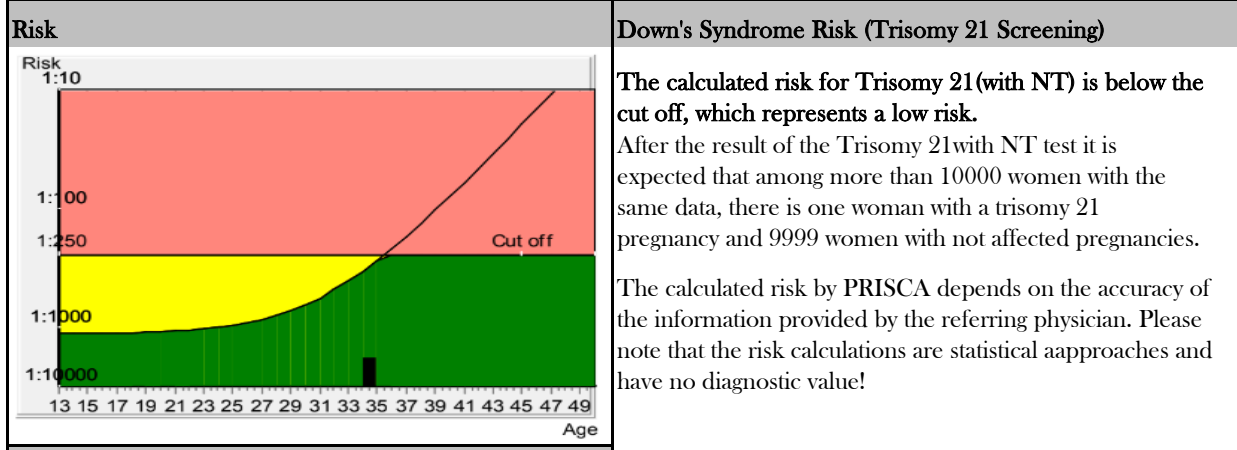 Risk
Down's Syndrome Risk (Trisomy 21 Screening)
Risk
1:10
1:100
1:250
Cut off
1:1000
1:10000
13 15 17 19 21 23 25 27 29 31 33 35 37 39 41 43 45 47 49
Age
The calculated risk for Trisomy 21(with NT) is below the
cut off, which represents a low risk.
After the result of the Trisomy 21with NT test it is
expected that among more than 10000 women with the
same data, there is one woman with a trisomy 21
pregnancy and 9999 women with not affected pregnancies.
The calculated risk by PRISCA depends on the accuracy of
the information provided by the referring physician. Please
note that the risk calculations are statistical aapproaches and
have no diagnostic value!